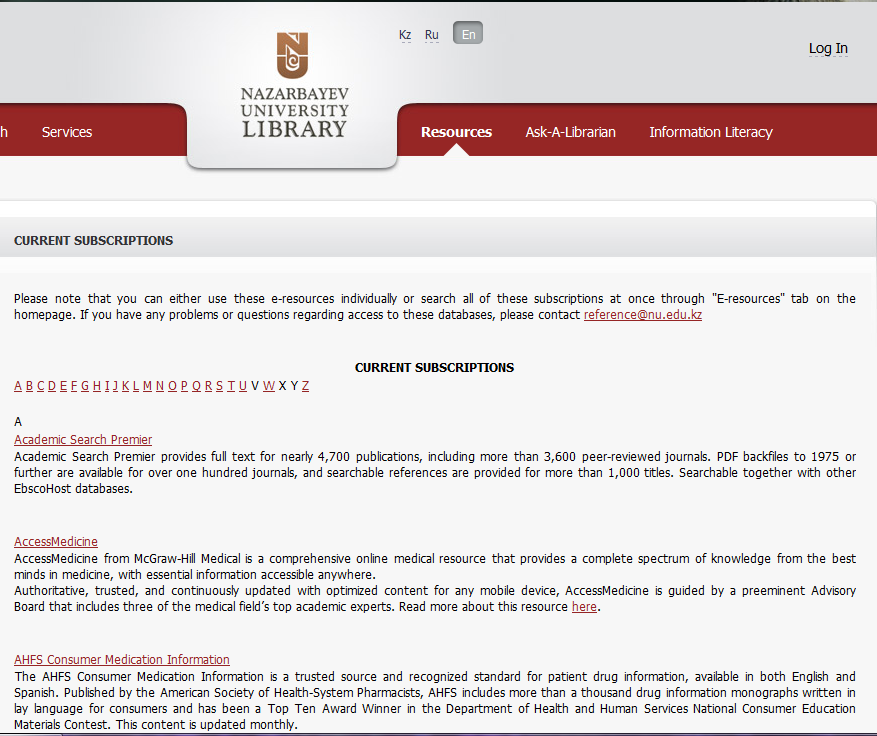 Kz Ru En
Log In
NAZARBAYEV
UNIVERSITY
LIBRARY
h Services Resources Ask-A-Librarian Information Literacy
CURRENT SUBSCRIPTIONS
Please note that you can either use these e-resources individually or search all of these subscriptions at once through "E-resources" tab on the
homepage. If you have any problems or questions regarding access to these databases, please contact reference@nu.edu.kz
CURRENT SUBSCRIPTIONS
A B C D E F G H I J K L M N O P Q R S T U V W X Y Z
A
Academic Search Premier
Academic Search Premier provides full text for nearly 4,700 publications, including more than 3,600 peer-reviewed journals. PDF backfiles to 1975 or
further are available for over one hundred journals, and searchable references are provided for more than 1,000 titles. Searchable together with other
EbscoHost databases.
AccessMedicine
AccessMedicine from McGraw-Hill Medical is a comprehensive online medical resource that provides a complete spectrum of knowledge from the best
minds in medicine, with essential information accessible anywhere.
Authoritative, trusted, and continuously updated with optimized content for any mobile device, AccessMedicine is guided by a preeminent Advisory
Board that includes three of the medical field's top academic experts. Read more about this resource here.
AHFS Consumer Medication Information
The AHFS Consumer Medication Information is a trusted source and recognized standard for patient drug information, available in both English and
Spanish. Published by the American Society of Health-System Pharmacists, AHFS includes more than a thousand drug information monographs written in
lay language for consumers and has been a Top Ten Award Winner in the Department of Health and Human Services National Consumer Education
Materials Contest. This content is updated monthly.